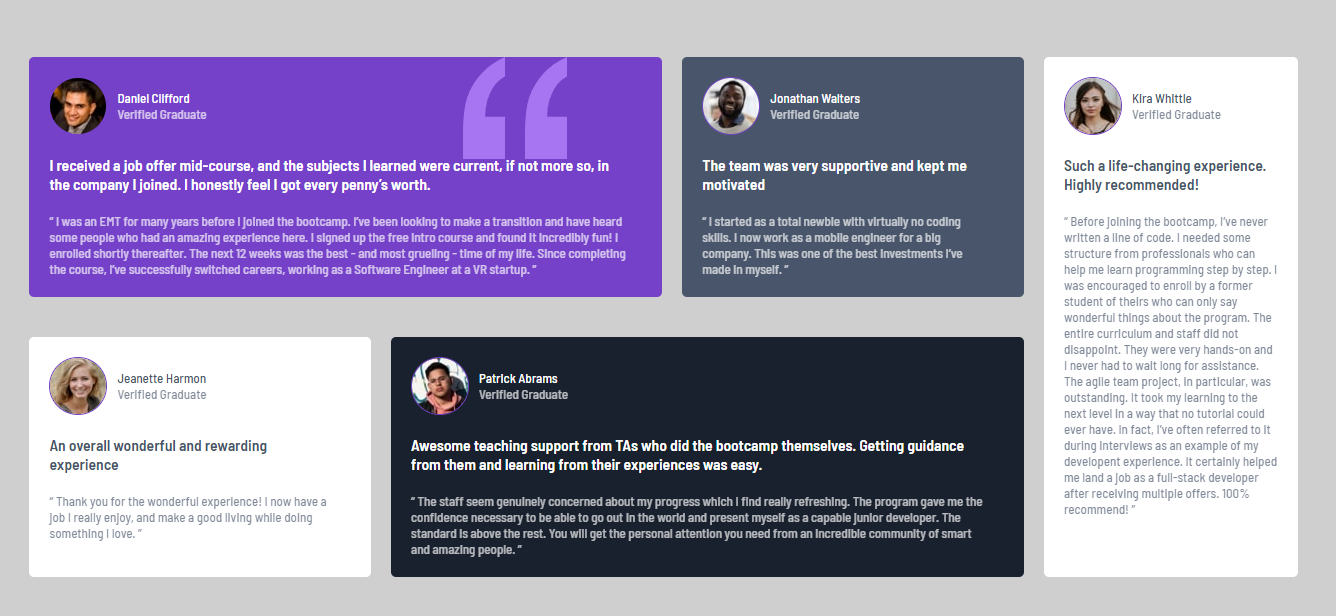 Daniel Clifford
Verified Graduate
I received a job offer mid-course, and the subjects I learned were current, if not more so, in
the company I joined. I honestly feel I got every penny’s worth.
“ I was an EMT for many years before I joined the bootcamp. I’ve been looking to make a transition and have heard
some people who had an amazing experience here. I signed up the free intro course and found it incredibly fun! I
enrolled shortly thereafter. The next 12 weeks was the best - and most grueling - time of my life. Since completing
the course, I’ve successfully switched careers, working as a Software Engineer at a VR startup. ”
Jonathan Walters
Verified Graduate
The team was very supportive and kept me
motivated
“ I started as a total newbie with virtually no coding
skills. I now work as a mobile engineer for a big
company. This was one of the best investments I’ve
made in myself. ”
Kira Whittle
Verified Graduate
Such a life-changing experience.
Highly recommended!
“ Before joining the bootcamp, I’ve never
written a line of code. I needed some
structure from professionals who can
help me learn programming step by step. I
was encouraged to enroll by a former
student of theirs who can only say
wonderful things about the program. The
entire curriculum and staff did not
disappoint. They were very hands-on and
I never had to wait long for assistance.
The agile team project, in particular, was
outstanding. It took my learning to the
next level in a way that no tutorial could
ever have. In fact, I’ve often referred to it
during interviews as an example of my
developent experience. It certainly helped
me land a job as a full-stack developer
after receiving multiple offers. 100%
recommend! ”
Jeanette Harmon
Verified Graduate
An overall wonderful and rewarding
experience
“ Thank you for the wonderful experience! I now have a
job I really enjoy, and make a good living while doing
something I love. ”
Patrick Abrams
Verified Graduate
Awesome teaching support from TAs who did the bootcamp themselves. Getting guidance
from them and learning from their experiences was easy.
“ The staff seem genuinely concerned about my progress which I find really refreshing. The program gave me the
confidence necessary to be able to go out in the world and present myself as a capable junior developer. The
standard is above the rest. You will get the personal attention you need from an incredible community of smart
and amazing people. ”